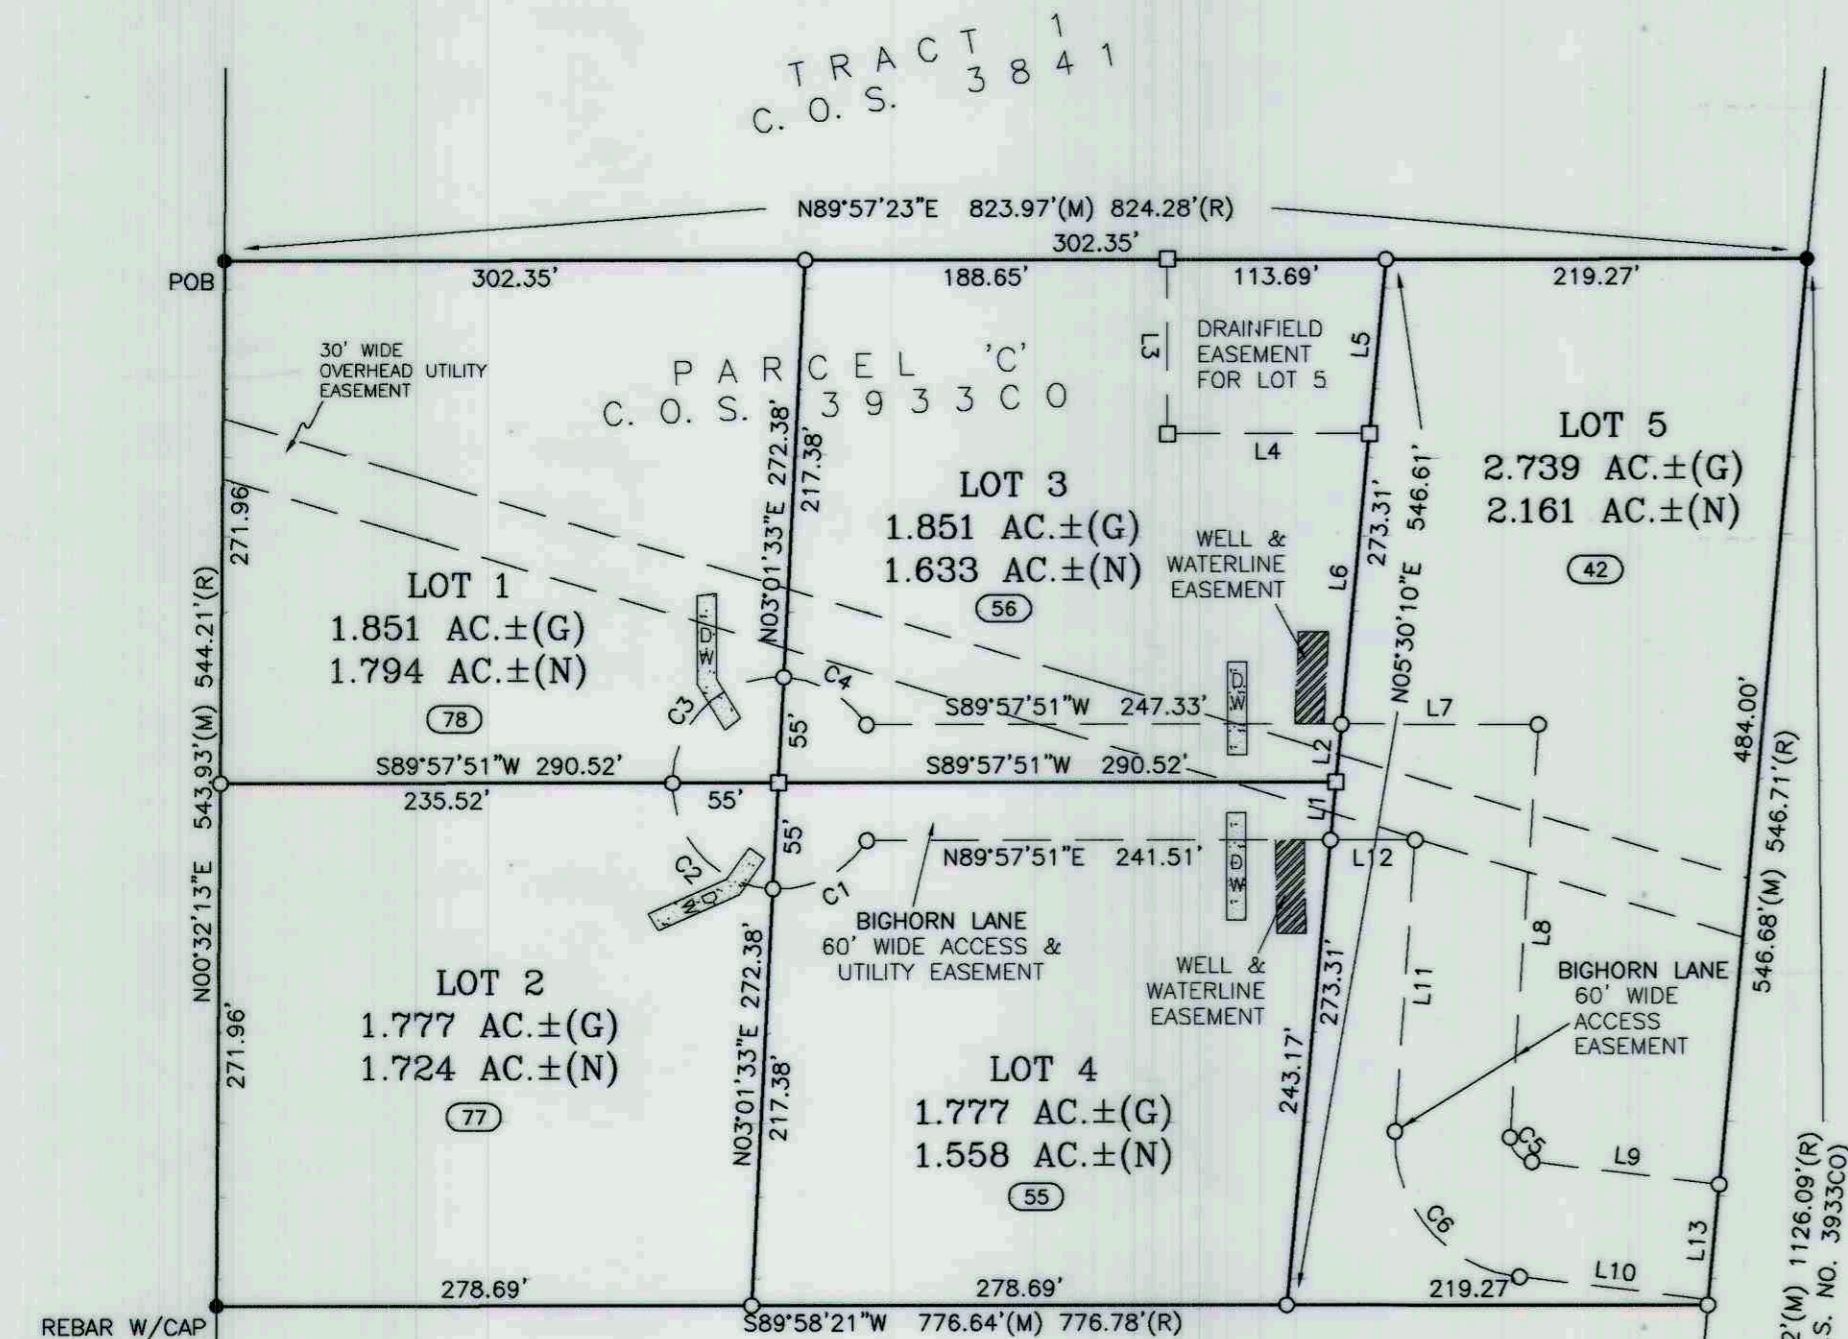 TRACT 1
C.O.S. 3841
N89°57'23"E 823.97'(M) 824.28'(R)
302.35'
POB
302.35'
188.65'
113.69'
219.27'
30' WIDE
OVERHEAD UTILITY
EASEMENT
PARCEL 'C'
C.O.S. 3933CO
L3
DRAINFIELD
EASEMENT
FOR LOT 5
L5
L4
N03°01'33"E 272.38'
217.38'
271.96'
N00°32'13"E 543.93'(M) 544.21'(R)
LOT 1
1.851 AC.±(G)
1.794 AC.±(N)
78
LOT 3
1.851 AC.±(G)
1.633 AC.±(N)
56
WELL &
WATERLINE
EASEMENT
L6
273.31'
N05°30'10"E 546.61'
LOT 5
2.739 AC.±(G)
2.161 AC.±(N)
42
DW
C3
C4
55'
S89°57'51"W 247.33'
DW
L7
L2
484.00'
546.68'(M) 546.71'(R)
S89°57'51"W 290.52'
235.52'
55'
S89°57'51"W 290.52'
L1
55'
N89°57'51"E 241.51'
DW
L12
C2
DW
C1
BIGHORN LANE
60' WIDE ACCESS &
UTILITY EASEMENT
WELL &
WATERLINE
EASEMENT
273.31'
243.17'
L11
L8
BIGHORN LANE
60' WIDE
ACCESS
EASEMENT
271.96'
LOT 2
1.777 AC.±(G)
1.724 AC.±(N)
77
N03°01'33"E 272.38'
217.38'
LOT 4
1.777 AC.±(G)
1.558 AC.±(N)
55
C5
L9
C6
L10
L13
2'(M) 1126.09'(R)
S. NO. 3933CO)
278.69'
278.69'
219.27'
REBAR W/CAP
S89°58'21"W 776.64'(M) 776.78'(R)